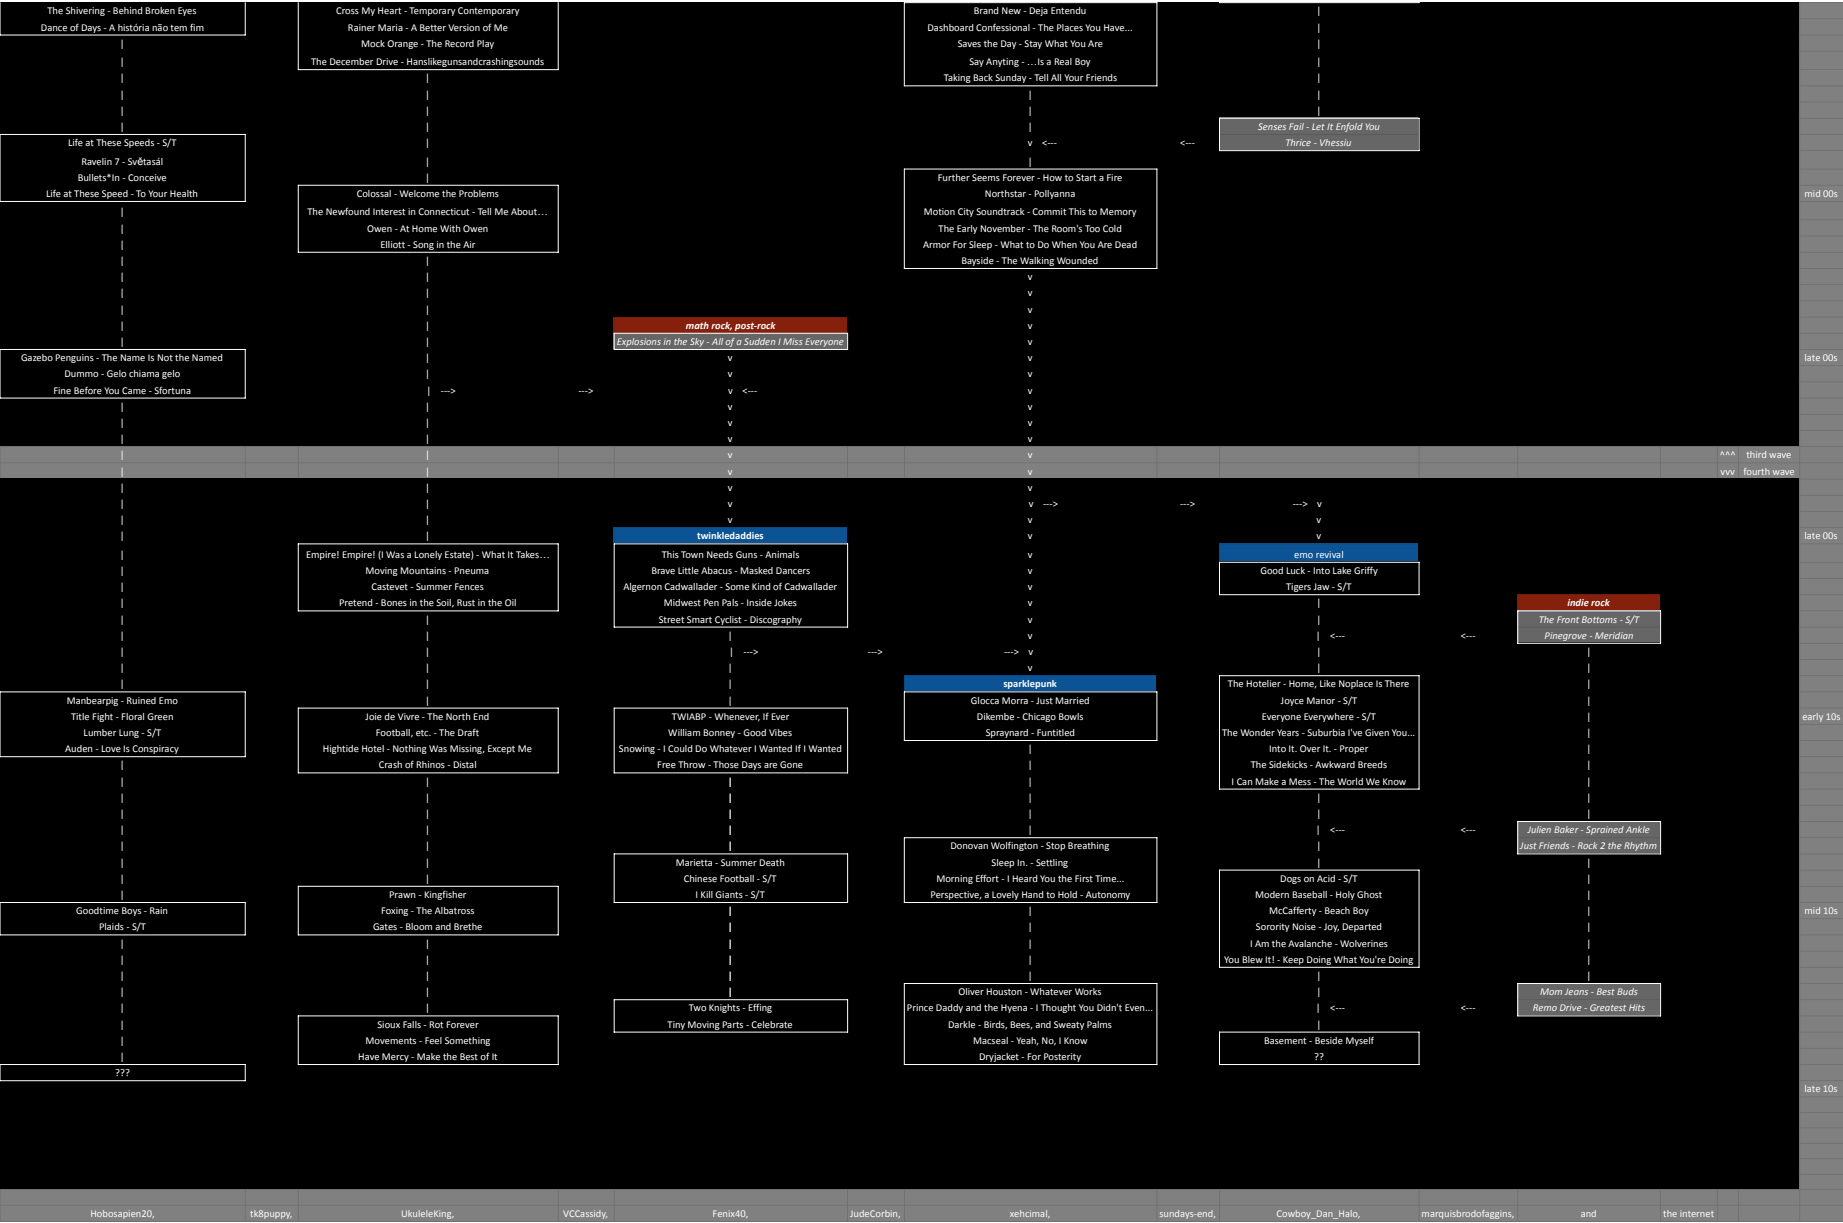 The Shivering - Behind Broken Eyes
Dance of Days - A história não tem fim
Life at These Speeds - S/T
Ravelin 7 - Světasál
Bullets*In - Conceive
Life at These Speed - To Your Health
Gazebo Penguins - The Name Is Not the Named
Dummo - Gelo chiama gelo
Fine Before You Came - Sfortuna
Manbearpig - Ruined Emo
Title Fight - Floral Green
Lumber Lung - S/T
Auden - Love Is Conspiracy
Goodtime Boys - Rain
Plaids - S/T
???
Cross My Heart - Temporary Contemporary
Rainer Maria - A Better Version of Me
Mock Orange - The Record Play
The December Drive - Hanslikegunsandcrashingsounds
Colossal - Welcome the Problems
The Newfound Interest in Connecticut - Tell Me About...
Owen - At Home With Owen
Elliott - Song in the Air
Empire! Empire! (I Was a Lonely Estate) - What It Takes...
Moving Mountains - Pneuma
Castevet - Summer Fences
Pretend - Bones in the Soil, Rust in the Oil
Joie de Vivre - The North End
Football, etc. - The Draft
Hightide Hotel - Nothing Was Missing, Except Me
Crash of Rhinos - Distal
Prawn - Kingfisher
Foxing - The Albatross
Gates - Bloom and Brethe
Sioux Falls - Rot Forever
Movements - Feel Something
Have Mercy - Make the Best of It
math rock, post-rock
Explosions in the Sky - All of a Sudden I Miss Everyone
twinkledaddies
This Town Needs Guns - Animals
Brave Little Abacus - Masked Dancers
Algernon Cadwallader - Some Kind of Cadwallader
Midwest Pen Pals - Inside Jokes
Street Smart Cyclist - Discography
TWIABP - Whenever, If Ever
William Bonney - Good Vibes
Snowing - I Could Do Whatever I Wanted If I Wanted
Free Throw - Those Days are Gone
Marietta - Summer Death
Chinese Football - S/T
I Kill Giants - S/T
Two Knights - Effing
Tiny Moving Parts - Celebrate
Brand New - Deja Entendu
Dashboard Confessional - The Places You Have...
Saves the Day - Stay What You Are
Say Anyting - ...Is a Real Boy
Taking Back Sunday - Tell All Your Friends
Further Seems Forever - How to Start a Fire
Northstar - Pollyanna
Motion City Soundtrack - Commit This to Memory
The Early November - The Room's Too Cold
Armor For Sleep - What to Do When You Are Dead
Bayside - The Walking Wounded
sparklepunk
Glocca Morra - Just Married
Dikembe - Chicago Bowls
Spraynard - Funtitled
Donovan Wolfington - Stop Breathing
Sleep In. - Settling
Morning Effort - I Heard You the First Time...
Perspective, a Lovely Hand to Hold - Autonomy
Oliver Houston - Whatever Works
Prince Daddy and the Hyena - I Thought You Didn't Even...
Darkle - Birds, Bees, and Sweaty Palms
Macseal - Yeah, No, I Know
Dryjacket - For Posterity
Senses Fail - Let It Enfold You
Thrice - Vhessiu
emo revival
Good Luck - Into Lake Griffy
Tigers Jaw - S/T
The Hotelier - Home, Like Noplace Is There
Joyce Manor - S/T
Everyone Everywhere - S/T
The Wonder Years - Suburbia I've Given You...
Into It. Over It. - Proper
The Sidekicks - Awkward Breeds
I Can Make a Mess - The World We Know
Dogs on Acid - S/T
Modern Baseball - Holy Ghost
McCafferty - Beach Boy
Sorority Noise - Joy, Departed
I Am the Avalanche - Wolverines
You Blew It! - Keep Doing What You're Doing
Basement - Beside Myself
??
indie rock
The Front Bottoms - S/T
Pinegrove - Meridian
Julien Baker - Sprained Ankle
Just Friends - Rock 2 the Rhythm
Mom Jeans - Best Buds
Remo Drive - Greatest Hits
^^^ third wave
vvv fourth wave
mid 00s
late 00s
late 00s
early 10s
mid 10s
late 10s
Hobosapien20, tk8puppy, UkuleleKing, VCCassidy, Fenix40, JudeCorbin, xehcimal, sundays-end, Cowboy_Dan_Halo, marquisbrodofaggins, and the internet